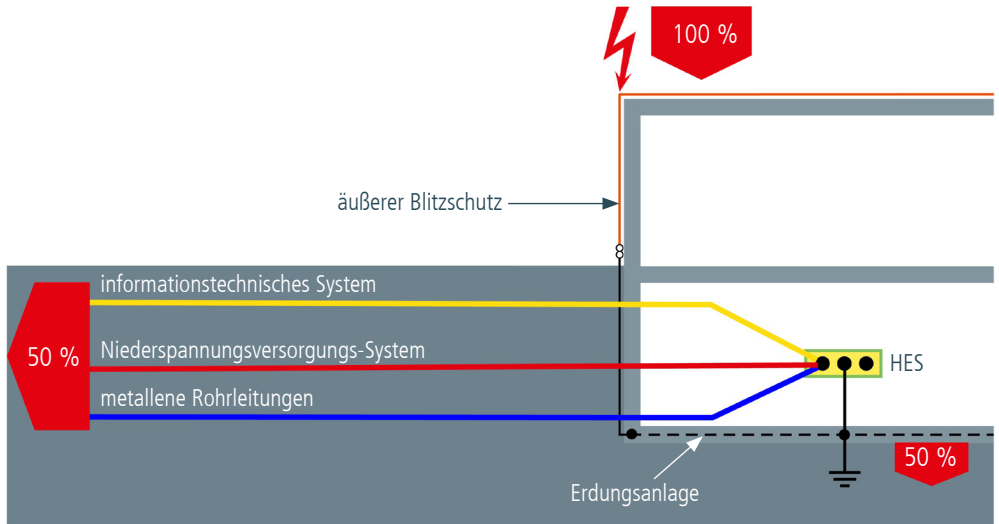 100 %
äußerer Blitzschutz
informationstechnisches System
50 %
Niederspannungsversorgungs-System
HES
metallene Rohrleitungen
50 %
Erdungsanlage